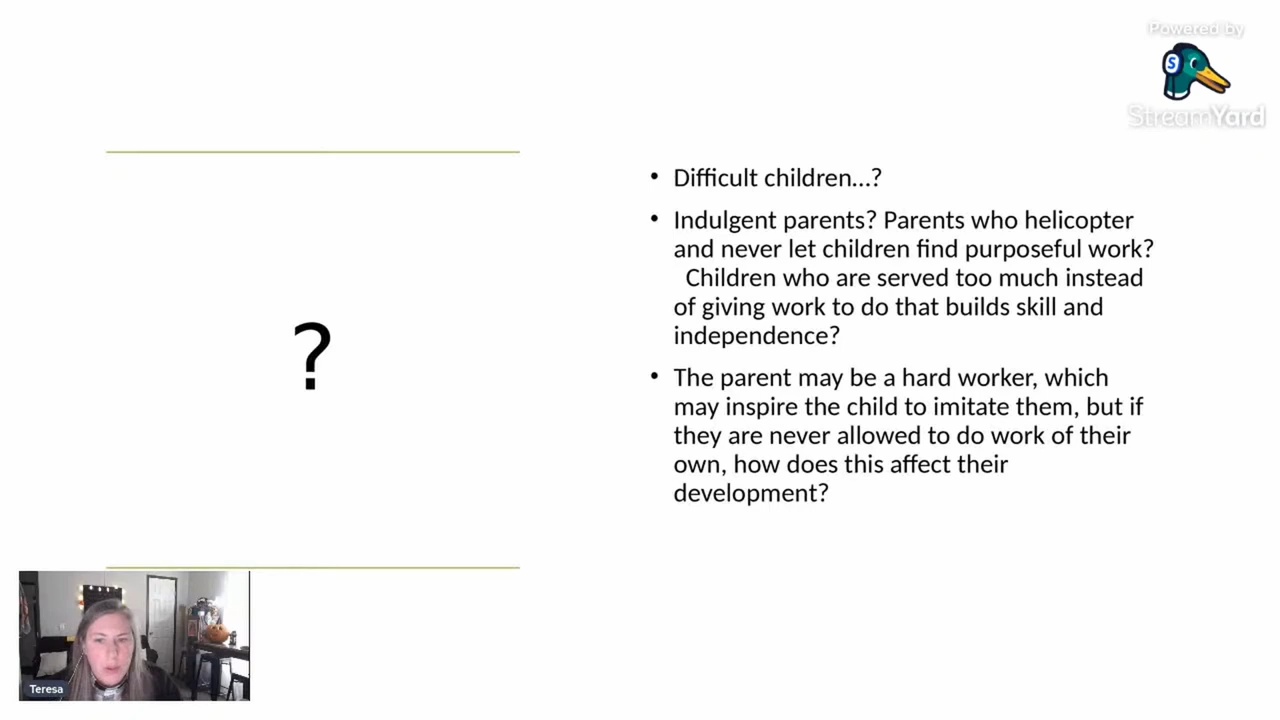 Powered by
StreamYard
?
• Difficult children...?
• Indulgent parents? Parents who helicopter
and never let children find purposeful work?
Children who are served too much instead
of giving work to do that builds skill and
independence?
• The parent may be a hard worker, which
may inspire the child to imitate them, but if
they are never allowed to do work of their
own, how does this affect their
development?
Teresa